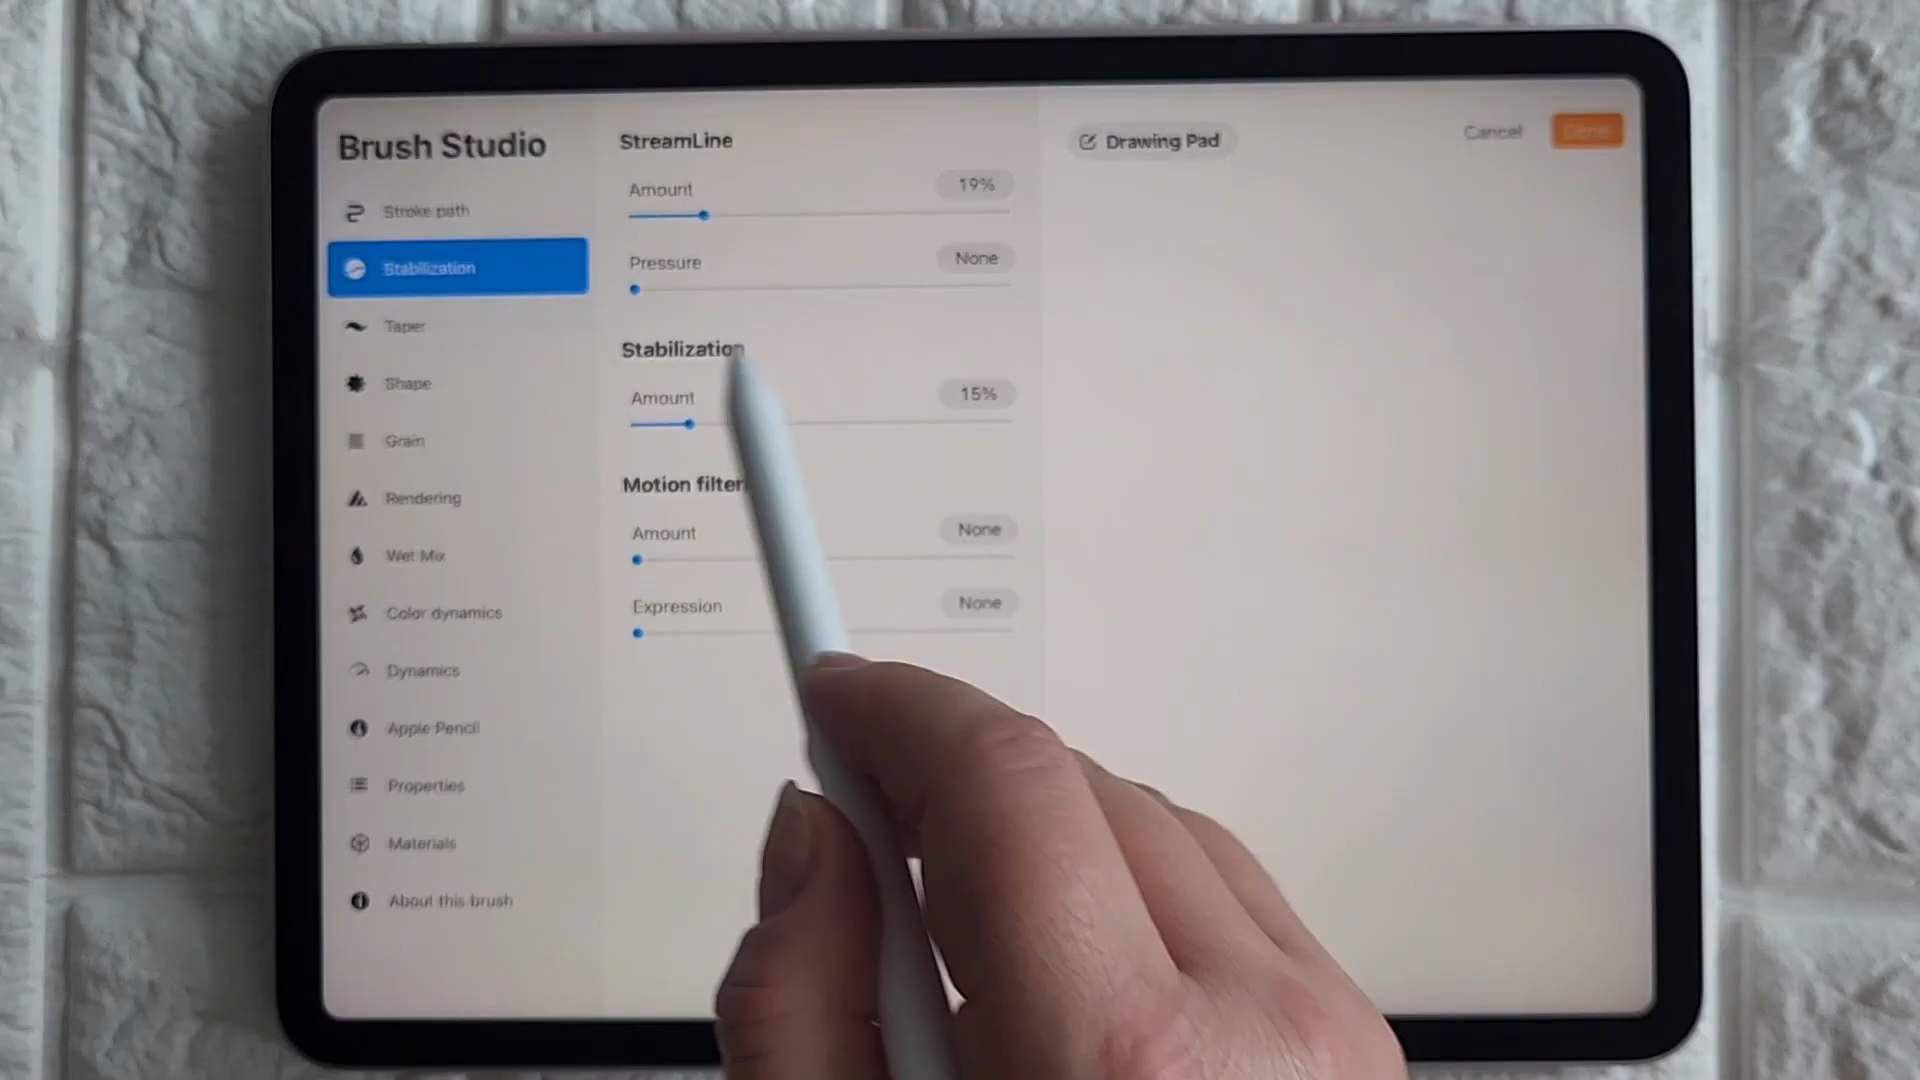 Brush Studio
Stroke path
Stabilization
Taper
Shape
Grain
Rendering
Wet Mix
Color dynamics
Dynamics
Apple Pencil
Properties
Materials
About this brush
StreamLine
Amount 19%
Pressure None
Stabilization
Amount 15%
Motion filter
Amount None
Expression None
Drawing Pad
Cancel
Done